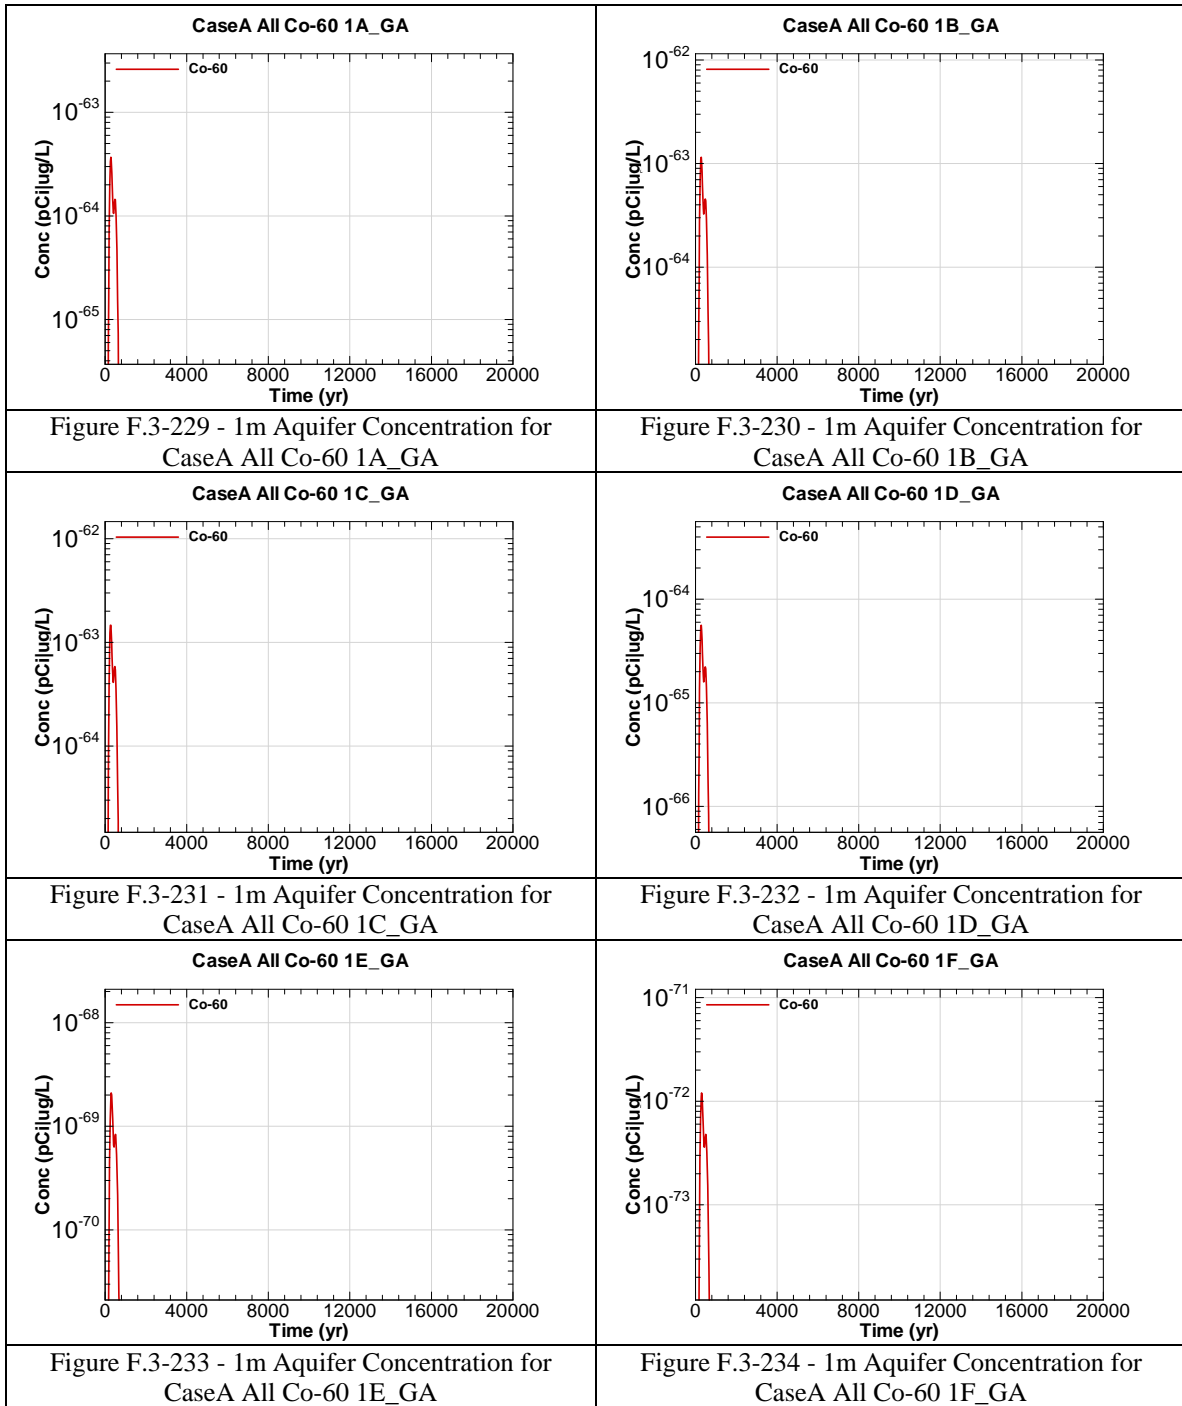 CaseA All Co-60 1A_GA
Co-60
10-63
10-64
10-65
Conc (pCi|ug/L)
0 4000 8000 12000 16000 20000
Time (yr)
Figure F.3-229 - 1m Aquifer Concentration for
CaseA All Co-60 1A_GA
CaseA All Co-60 1B_GA
Co-60
10-62
10-63
10-64
Conc (pCi|ug/L)
0 4000 8000 12000 16000 20000
Time (yr)
Figure F.3-230 - 1m Aquifer Concentration for
CaseA All Co-60 1B_GA
CaseA All Co-60 1C_GA
Co-60
10-62
10-63
10-64
Conc (pCi|ug/L)
0 4000 8000 12000 16000 20000
Time (yr)
Figure F.3-231 - 1m Aquifer Concentration for
CaseA All Co-60 1C_GA
CaseA All Co-60 1D_GA
Co-60
10-64
10-65
10-66
Conc (pCi|ug/L)
0 4000 8000 12000 16000 20000
Time (yr)
Figure F.3-232 - 1m Aquifer Concentration for
CaseA All Co-60 1D_GA
CaseA All Co-60 1E_GA
Co-60
10-68
10-69
10-70
Conc (pCi|ug/L)
0 4000 8000 12000 16000 20000
Time (yr)
Figure F.3-233 - 1m Aquifer Concentration for
CaseA All Co-60 1E_GA
CaseA All Co-60 1F_GA
Co-60
10-71
10-72
10-73
Conc (pCi|ug/L)
0 4000 8000 12000 16000 20000
Time (yr)
Figure F.3-234 - 1m Aquifer Concentration for
CaseA All Co-60 1F_GA